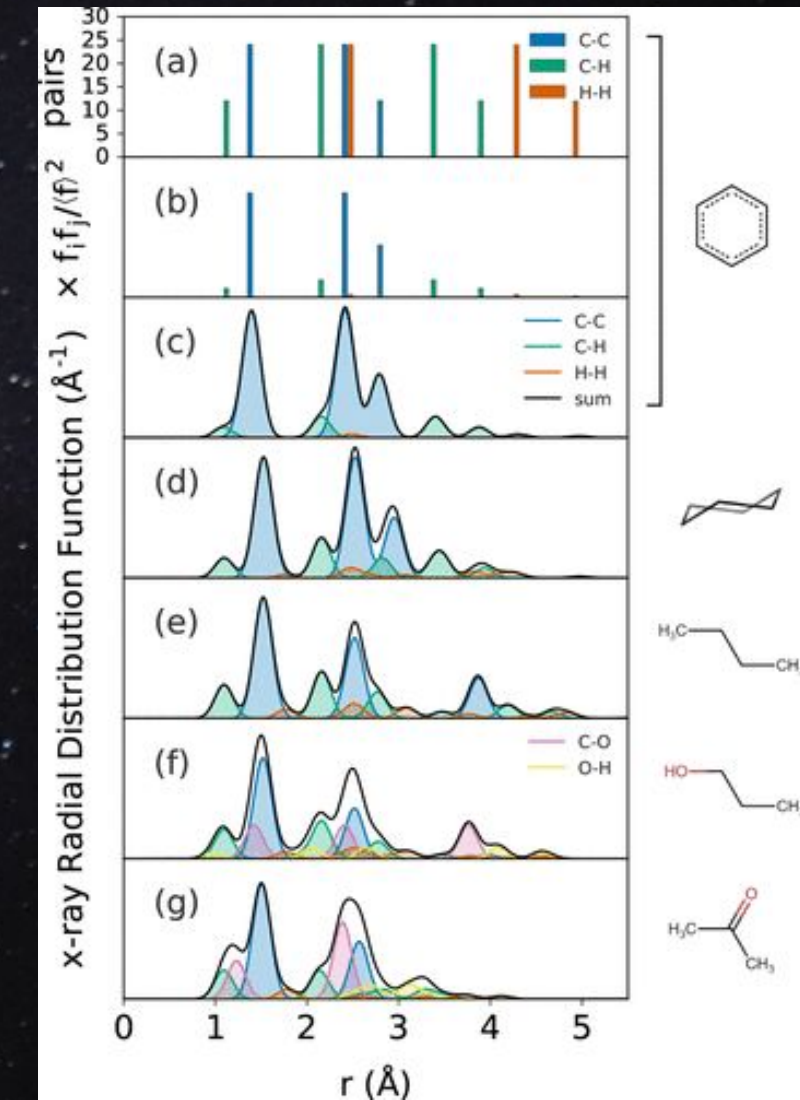 30
25
20
15
10
5
0
pairs
(a)
C-C
C-H
H-H
× fᵢfⱼ/⟨f⟩²
(b)
x-ray Radial Distribution Function (Å⁻¹)
(c)
C-C
C-H
H-H
sum
(d)
(e)
H₃C
CH
(f)
C-O
O-H
HO
CH
(g)
O
H₃C
CH₃
0 1 2 3 4 5
r (Å)